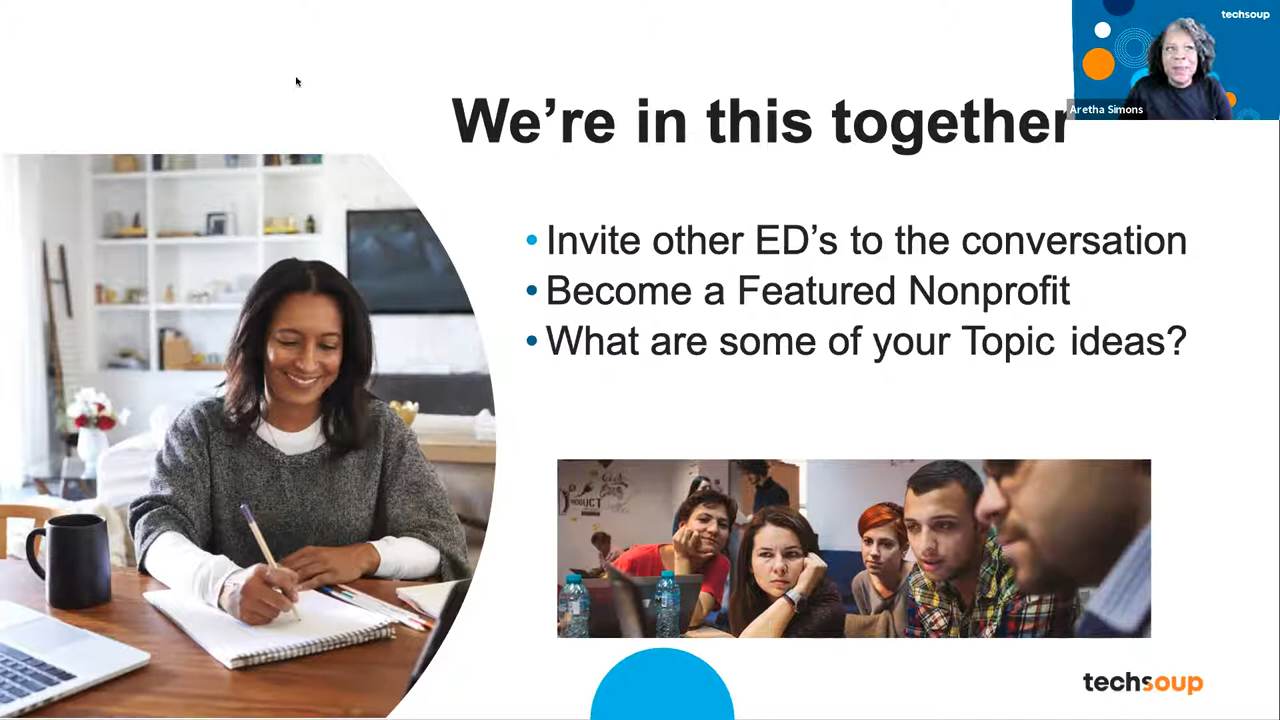 techsoup
Aretha Simons
We’re in this together
• Invite other ED’s to the conversation
• Become a Featured Nonprofit
• What are some of your Topic ideas?
PRODUCT
techsoup